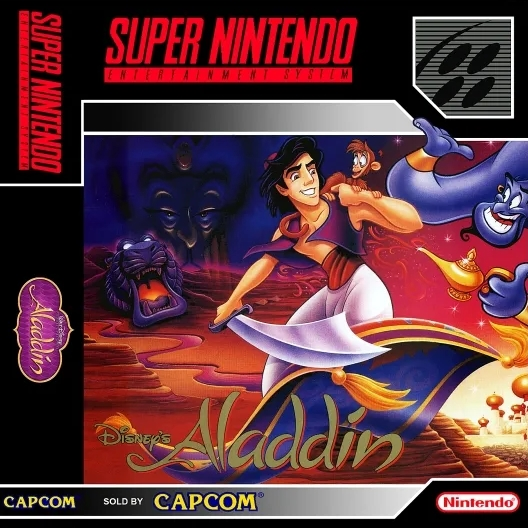 SUPER NINTENDO
SUPER NINTENDO
ENTERTAINMENT SYSTEM
Aladdin
DISNEY'S
Aladdin
CAPCOM
SOLD BY CAPCOM®
Nintendo®